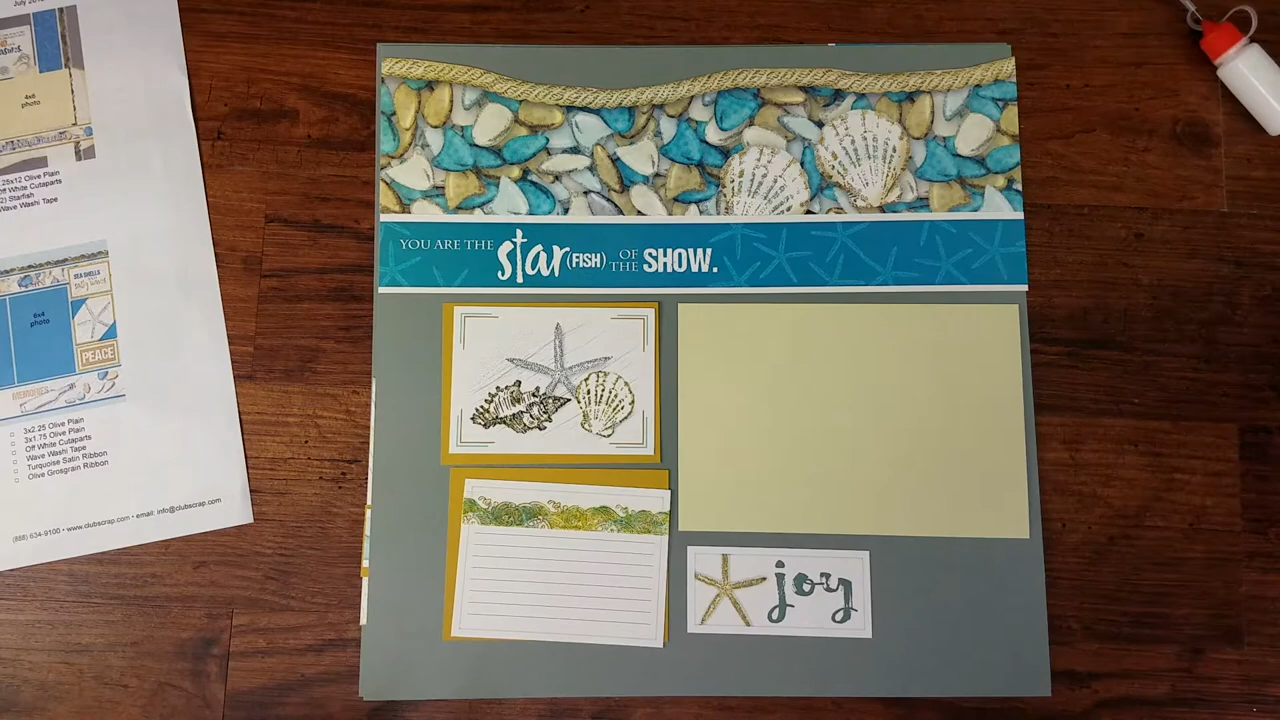 July 201
4x6
photo
.25x12 Olive Plain
Off White Cutaparts
2) Starfish
Wave Washi Tape
SEA SHELLS
salty waves
6x4
photo
PEACE
MEMORIES
3x2.25 Olive Plain
3x1.75 Olive Plain
Off White Cutaparts
Wave Washi Tape
Turquoise Satin Ribbon
Olive Grosgrain Ribbon
(888) 634-9100 • www.clubscrap.com • email: info@clubscrap.com
YOU ARE THE star (FISH) OF THE SHOW.
joy